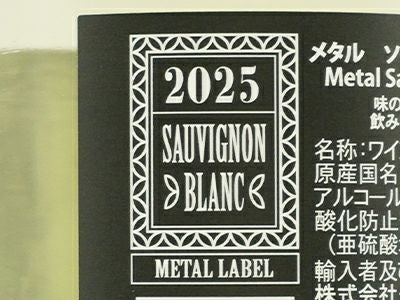 2025
SAUVIGNON
BLANC
METAL LABEL
メタル ソ
Metal Sa
味の
飲み
名称:ワイ
原産国名
アルコール
酸化防止
(亜硫酸
輸入者及
株式会社